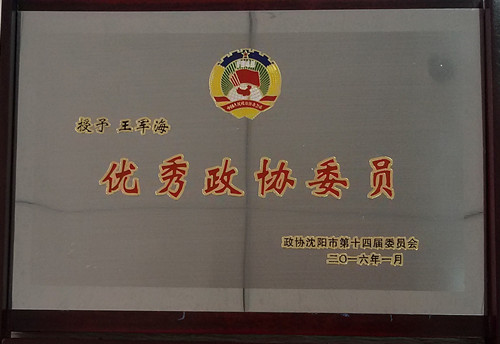 授予 王军海
优秀政协委员
政协沈阳市第十四届委员会
二〇一六年一月